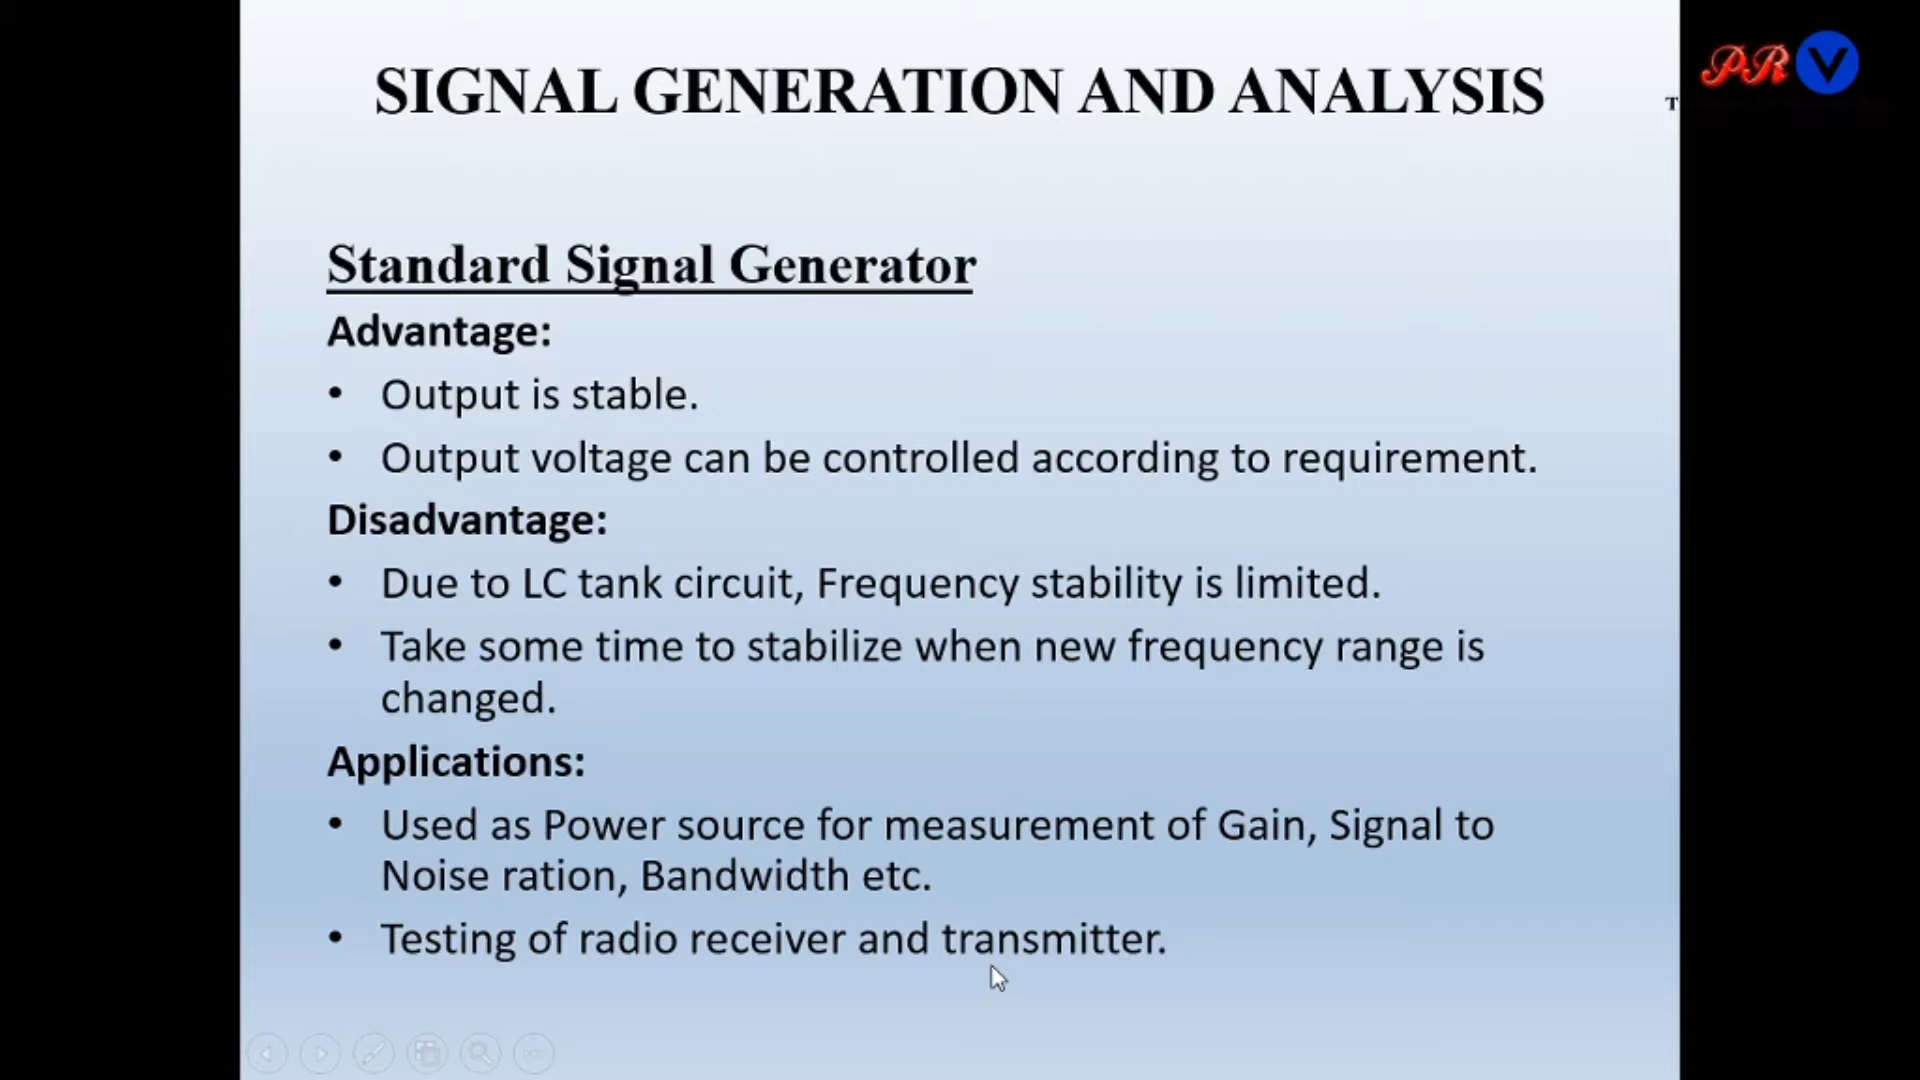 SIGNAL GENERATION AND ANALYSIS
PR V
T
Standard Signal Generator
Advantage:
• Output is stable.
• Output voltage can be controlled according to requirement.
Disadvantage:
• Due to LC tank circuit, Frequency stability is limited.
• Take some time to stabilize when new frequency range is
changed.
Applications:
• Used as Power source for measurement of Gain, Signal to
Noise ration, Bandwidth etc.
• Testing of radio receiver and transmitter.